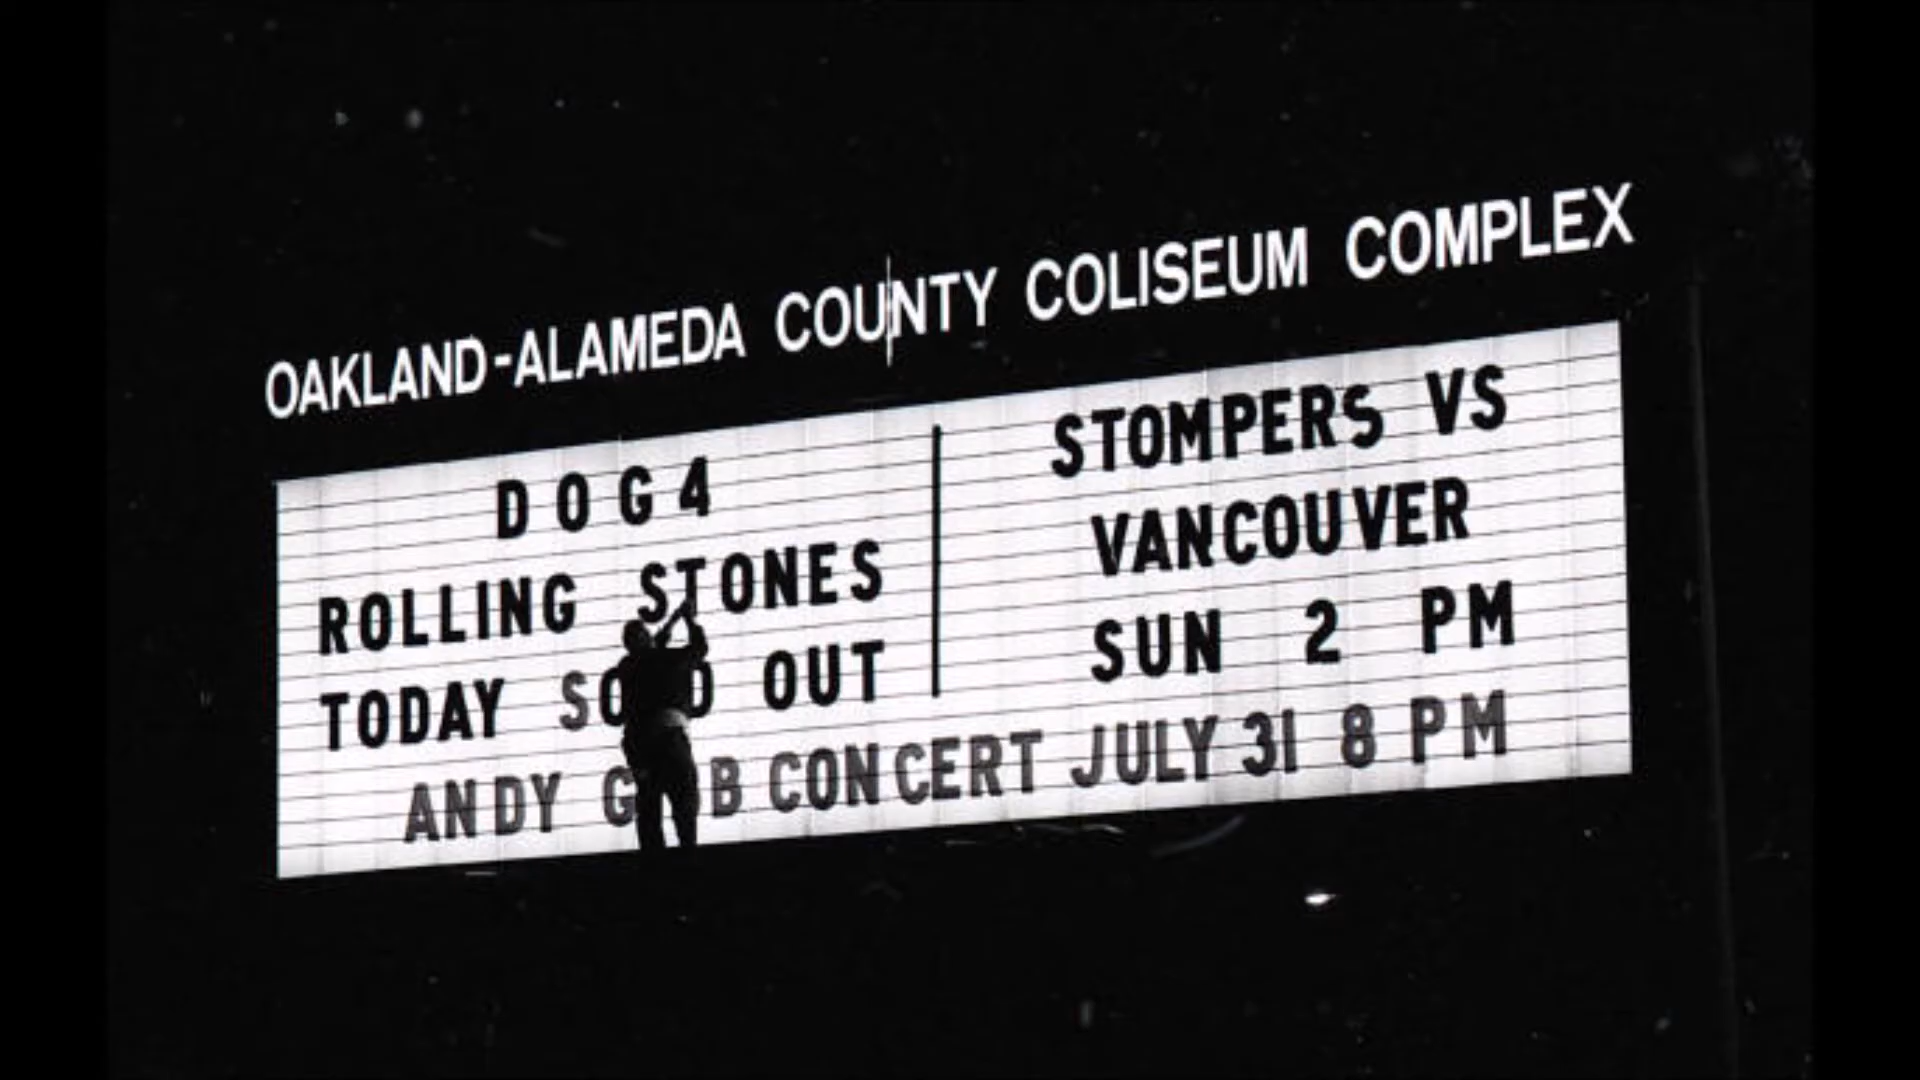 OAKLAND-ALAMEDA COUNTY COLISEUM COMPLEX
DOG4
ROLLING STONES
TODAY SOLD OUT
STOMPERS VS
VANCOUVER
SUN 2 PM
ANDY CONCERT JULY 31 8 PM